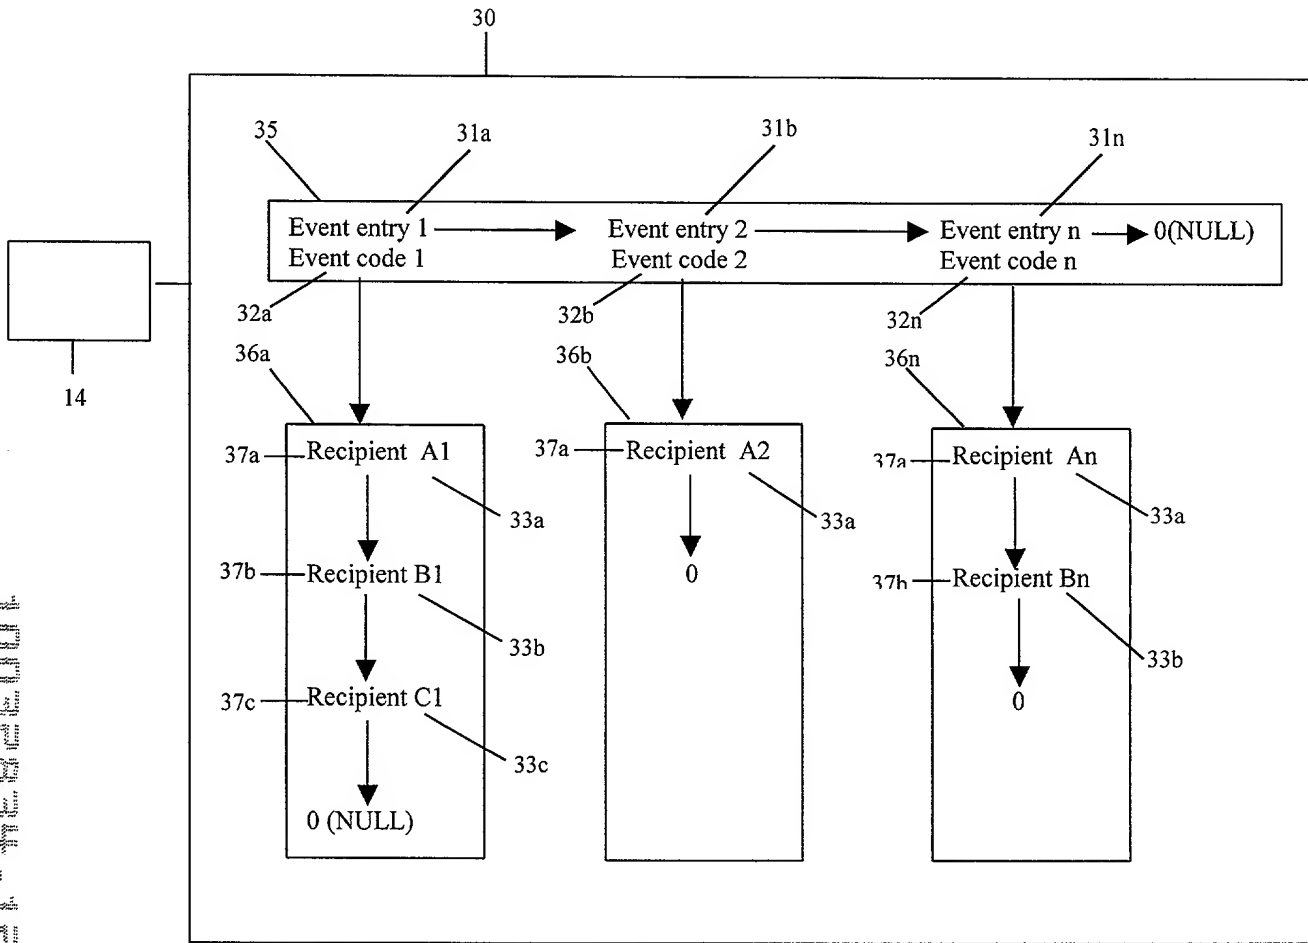 30
35
31a
31b
31n
Event entry 1
Event entry 2
Event entry n
0(NULL)
Event code 1
Event code 2
Event code n
32a
32b
32n
14
36a
36b
36n
37a
Recipient A1
37a
Recipient A2
37a
Recipient An
33a
33a
33a
37b
Recipient B1
0
37b
Recipient Bn
33b
33b
37c
Recipient C1
0
33c
0 (NULL)